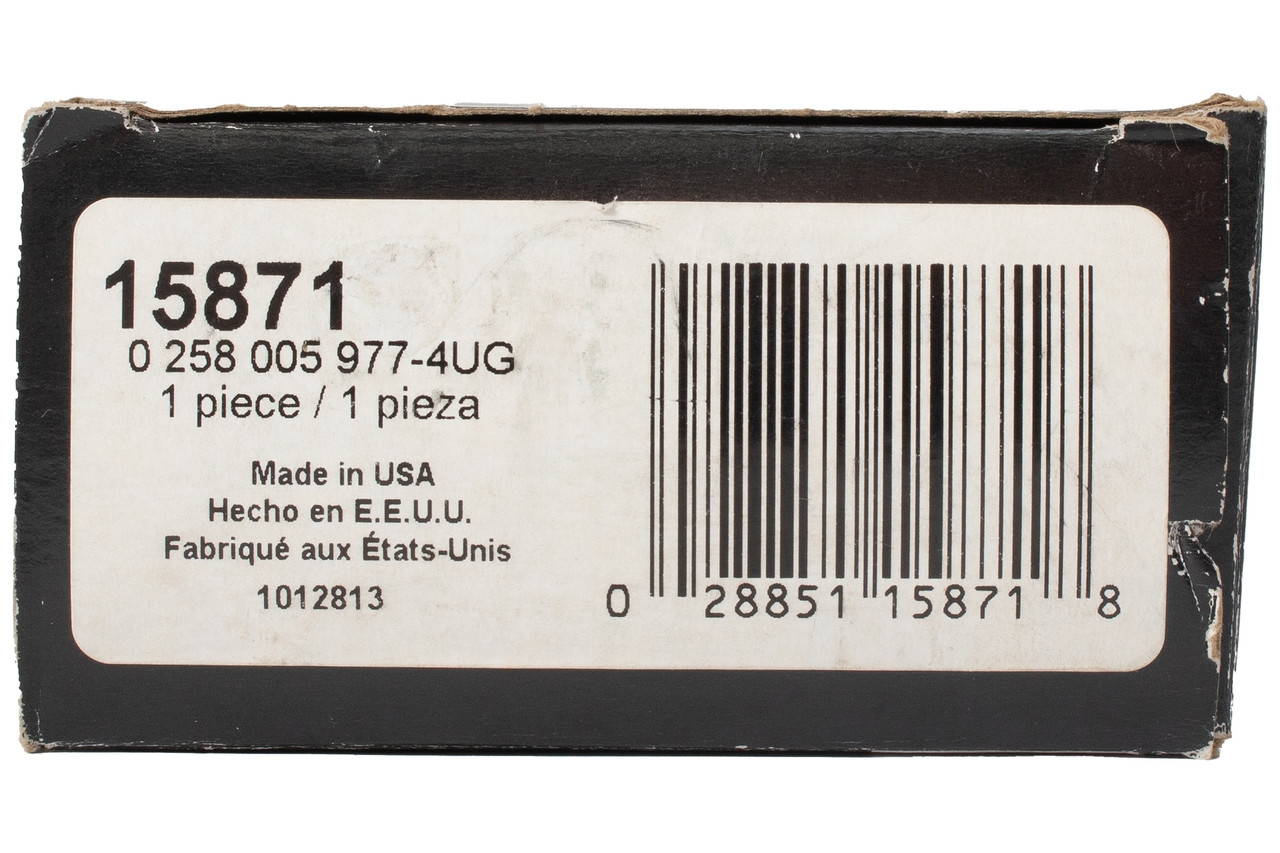 15871
0 258 005 977-4UG
1 piece / 1 pieza
Made in USA
Hecho en E.E.U.U.
Fabriqué aux États-Unis
1012813
0 28851 15871 8